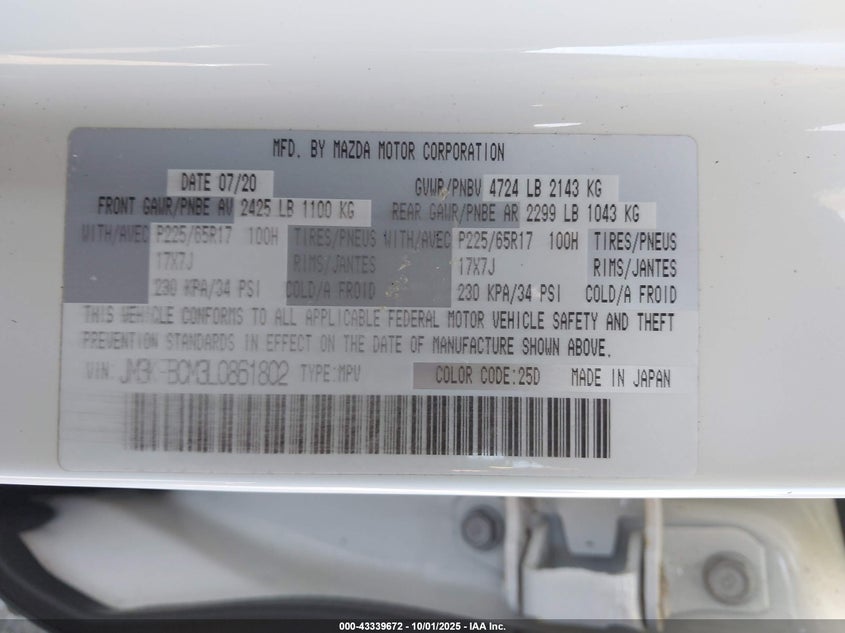 MFD. BY MAZDA MOTOR CORPORATION
DATE 07/20 GVWR/PNBV 4724 LB 2143 KG
FRONT GAWR/PNBE AV 2425 LB 1100 KG REAR GAWR/PNBE AR 2299 LB 1043 KG
WITH/AVEC P225/65R17 100H TIRES/PNEUS WITH/AVEC P225/65R17 100H TIRES/PNEUS
17X7J RIMS/JANTES 17X7J RIMS/JANTES
230 KPA/34 PSI COLD/A FROID 230 KPA/34 PSI COLD/A FROID
THIS VEHICLE CONFORMS TO ALL APPLICABLE FEDERAL MOTOR VEHICLE SAFETY AND THEFT
PREVENTION STANDARDS IN EFFECT ON THE DATE OF MANUFACTURE SHOWN ABOVE.
VIN: TYPE:MPV COLOR CODE:25D MADE IN JAPAN
000-43339672 - 10/01/2025 - IAA Inc.